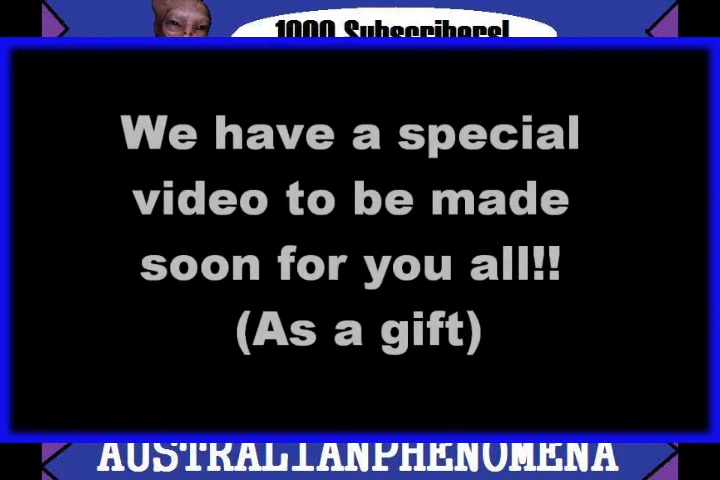 1000 Subscribers!
We have a special
video to be made
soon for you all!!
(As a gift)
AUSTRALIANPHENOMENA